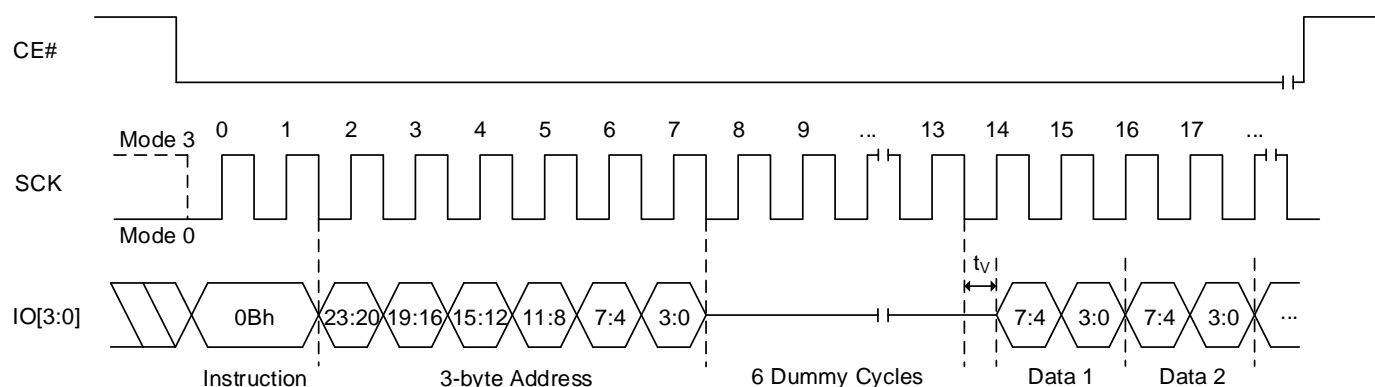 CE#
0 1 2 3 4 5 6 7 8 9 ... 13 14 15 16 17 ...
Mode 3
SCK
Mode 0
tV
IO[3:0] 0Bh 23:20 19:16 15:12 11:8 7:4 3:0 7:4 3:0 7:4 3:0 ...
Instruction 3-byte Address 6 Dummy Cycles Data 1 Data 2